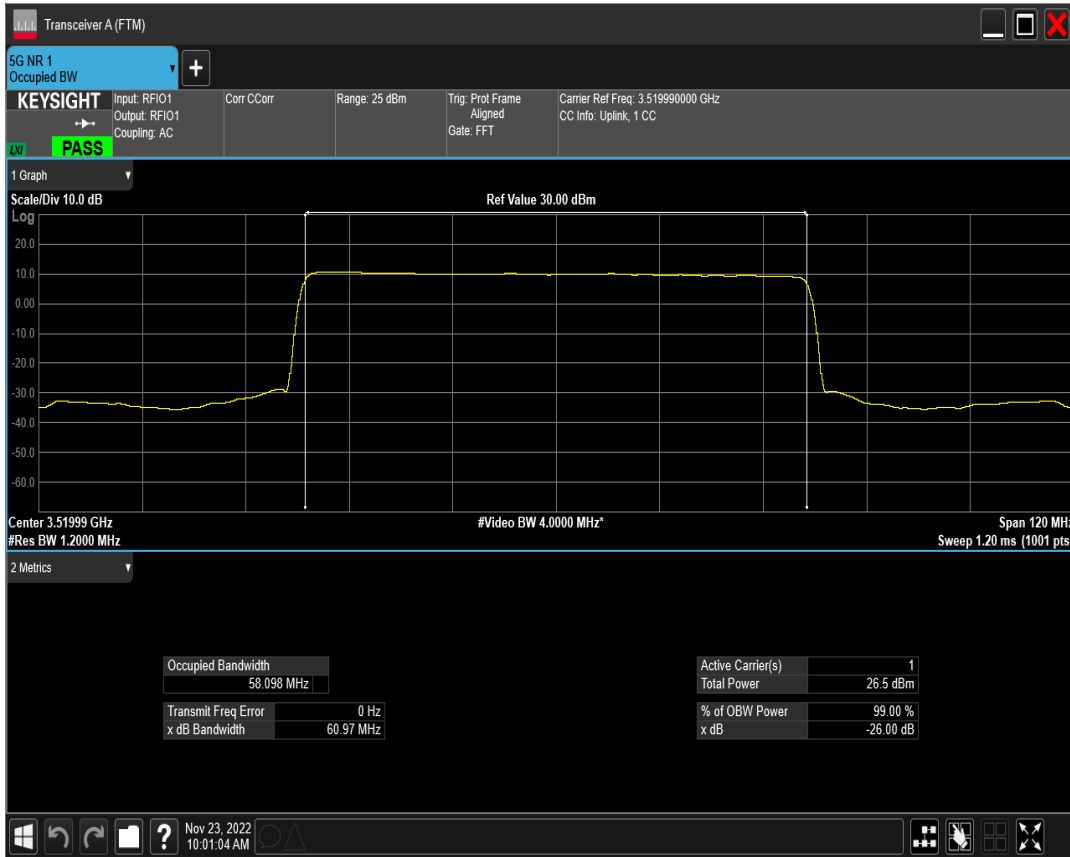 Transceiver A (FTM)
5G NR 1
Occupied BW
+
KEYSIGHT
LXI
PASS
Input: RFIO1
Output: RFIO1
Coupling: AC
Corr CCorr
Range: 25 dBm
Trig: Prot Frame
Aligned
Gate: FFT
Carrier Ref Freq: 3.519990000 GHz
CC Info: Uplink, 1 CC
1 Graph
Scale/Div 10.0 dB
Ref Value 30.00 dBm
Log
20.0
10.0
0.00
-10.0
-20.0
-30.0
-40.0
-50.0
-60.0
Center 3.51999 GHz
#Video BW 4.0000 MHz*
Span 120 MHz
#Res BW 1.2000 MHz
Sweep 1.20 ms (1001 pts
2 Metrics
Occupied Bandwidth
58.098 MHz
Transmit Freq Error 0 Hz
x dB Bandwidth 60.97 MHz
Active Carrier(s) 1
Total Power 26.5 dBm
% of OBW Power 99.00 %
x dB -26.00 dB
?
Nov 23, 2022
10:01:04 AM